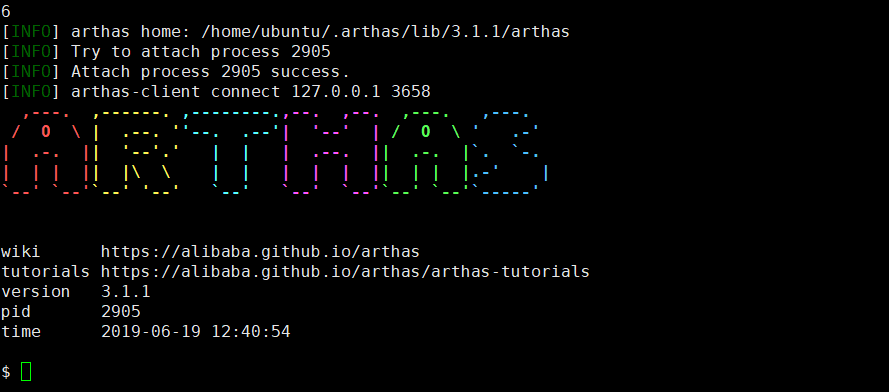 6
[INFO] arthas home: /home/ubuntu/.arthas/lib/3.1.1/arthas
[INFO] Try to attach process 2905
[INFO] Attach process 2905 success.
[INFO] arthas-client connect 127.0.0.1 3658
ARTHAS
wiki https://alibaba.github.io/arthas
tutorials https://alibaba.github.io/arthas/arthas-tutorials
version 3.1.1
pid 2905
time 2019-06-19 12:40:54
$